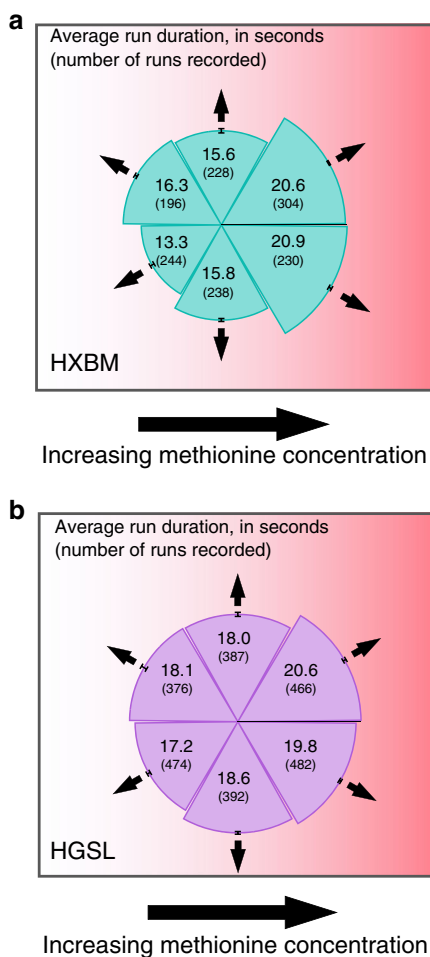 a
Average run duration, in seconds
(number of runs recorded)
15.6
(228)
16.3
(196)
20.6
(304)
13.3
(244)
20.9
(230)
15.8
(238)
HXBM
Increasing methionine concentration
b
Average run duration, in seconds
(number of runs recorded)
18.0
(387)
18.1
(376)
20.6
(466)
17.2
(474)
19.8
(482)
18.6
(392)
HGSL
Increasing methionine concentration